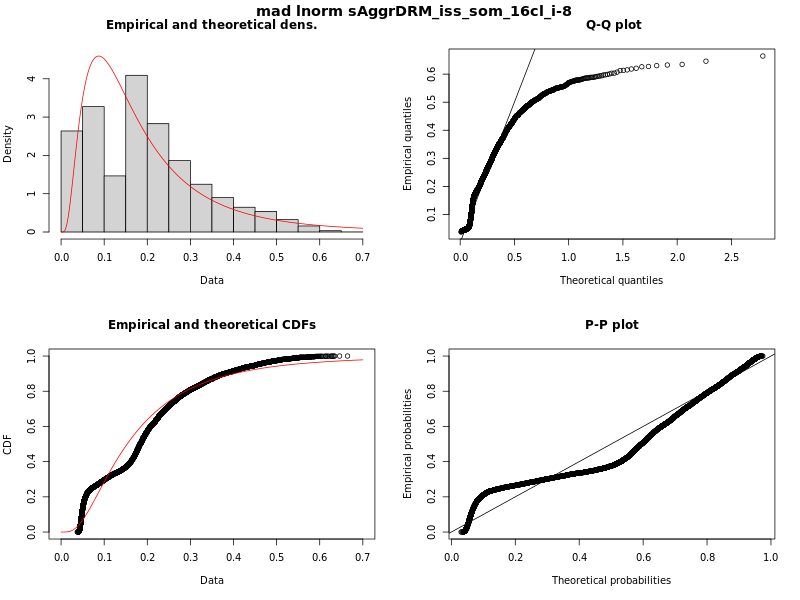 mad lnorm sAggrDRM_iss_som_16cl_i-8
Empirical and theoretical dens.
Density
0 1 2 3 4
0.0 0.1 0.2 0.3 0.4 0.5 0.6 0.7
Data
Q-Q plot
Empirical quantiles
0.1 0.2 0.3 0.4 0.5 0.6
0.0 0.5 1.0 1.5 2.0 2.5
Theoretical quantiles
Empirical and theoretical CDFs
CDF
0.0 0.2 0.4 0.6 0.8 1.0
0.0 0.1 0.2 0.3 0.4 0.5 0.6 0.7
Data
P-P plot
Empirical probabilities
0.0 0.2 0.4 0.6 0.8 1.0
0.0 0.2 0.4 0.6 0.8 1.0
Theoretical probabilities